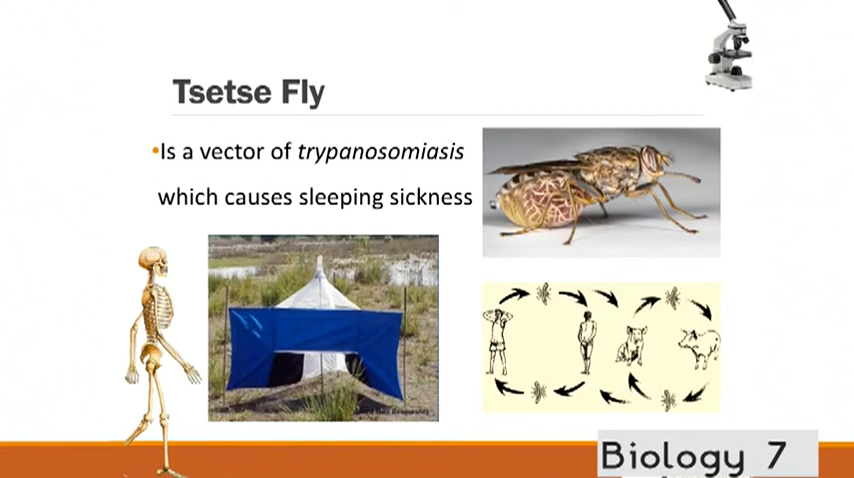 Tsetse Fly
•Is a vector of trypanosomiasis
which causes sleeping sickness
Biology 7